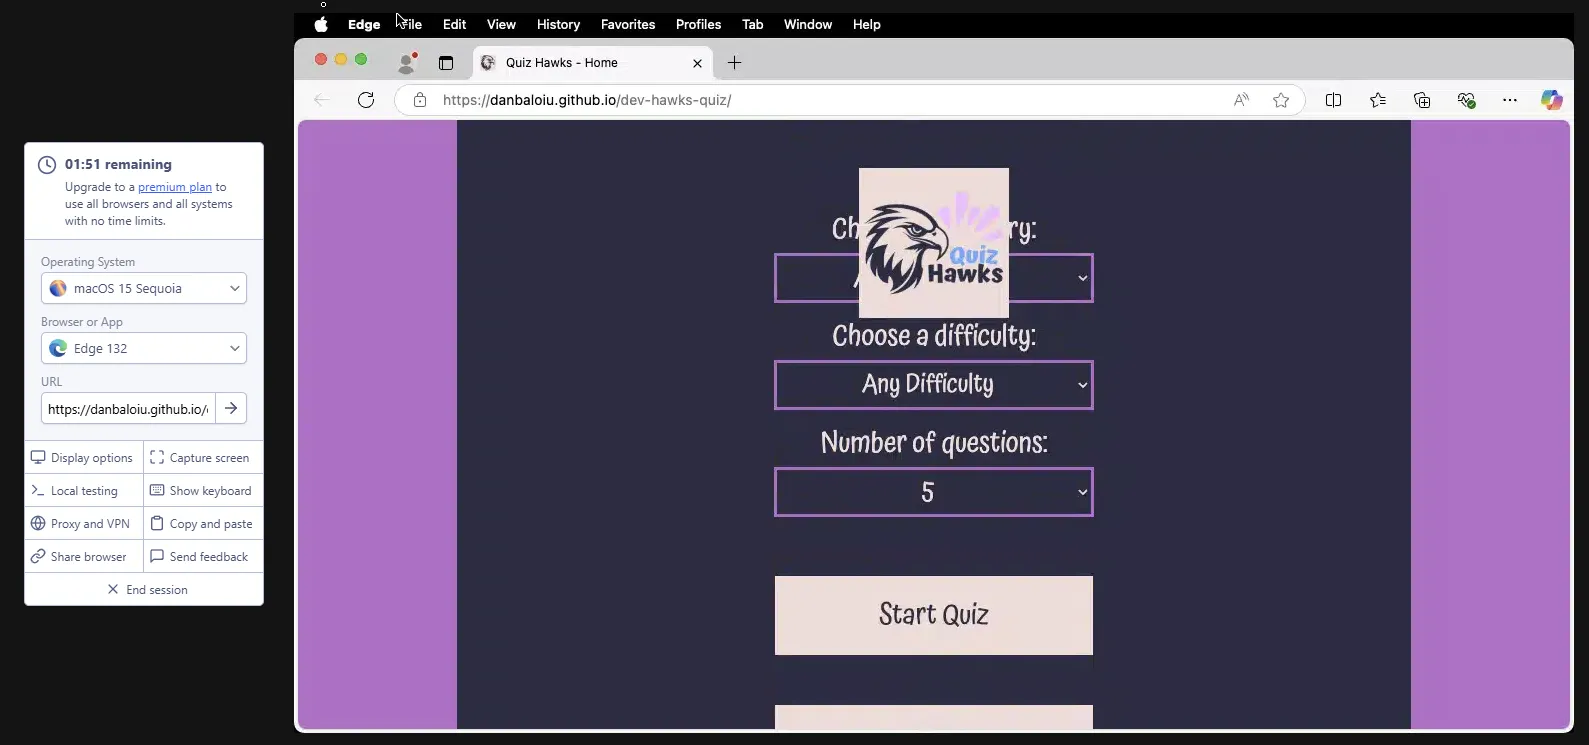 Edge File Edit View History Favorites Profiles Tab Window Help
Quiz Hawks - Home
https://danbaloiu.github.io/dev-hawks-quiz/
01:51 remaining
Upgrade to a premium plan to
use all browsers and all systems
with no time limits.
Operating System
macOS 15 Sequoia
Browser or App
Edge 132
URL
https://danbaloiu.github.io/
Display options
Capture screen
Local testing
Show keyboard
Proxy and VPN
Copy and paste
Share browser
Send feedback
End session
Ch ry:
Quiz
Hawks
Choose a difficulty:
Any Difficulty
Number of questions:
5
Start Quiz